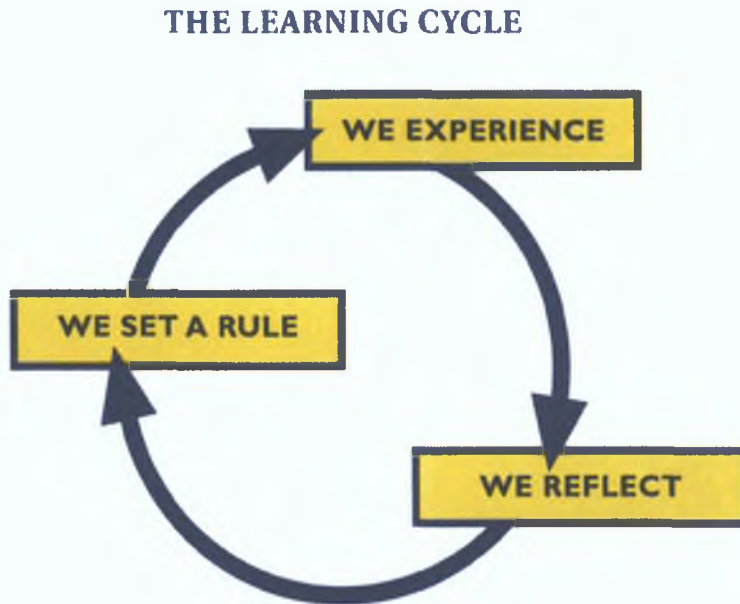 THE LEARNING CYCLE
WE EXPERIENCE
WE SET A RULE
WE REFLECT